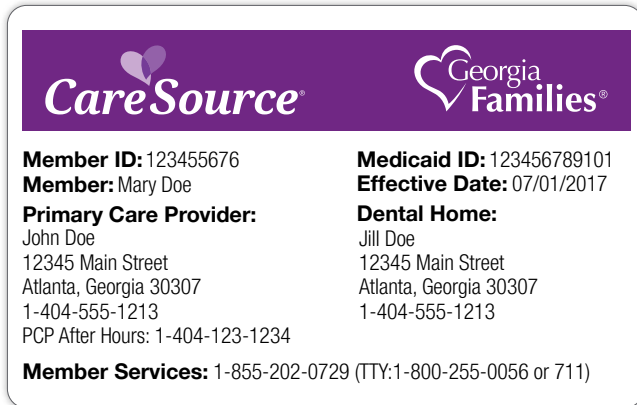 CareSource®
Georgia
Families®
Member ID: 123455676
Member: Mary Doe
Medicaid ID: 123456789101
Effective Date: 07/01/2017
Primary Care Provider:
John Doe
12345 Main Street
Atlanta, Georgia 30307
1-404-555-1213
PCP After Hours: 1-404-123-1234
Dental Home:
Jill Doe
12345 Main Street
Atlanta, Georgia 30307
1-404-555-1213
Member Services: 1-855-202-0729 (TTY:1-800-255-0056 or 711)